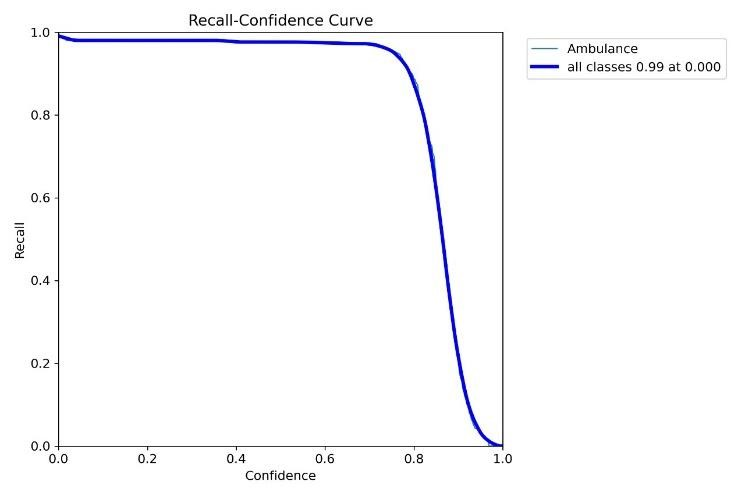 Recall-Confidence Curve
Ambulance
all classes 0.99 at 0.000
1.0
0.8
0.6
0.4
0.2
0.0
Recall
0.0 0.2 0.4 0.6 0.8 1.0
Confidence